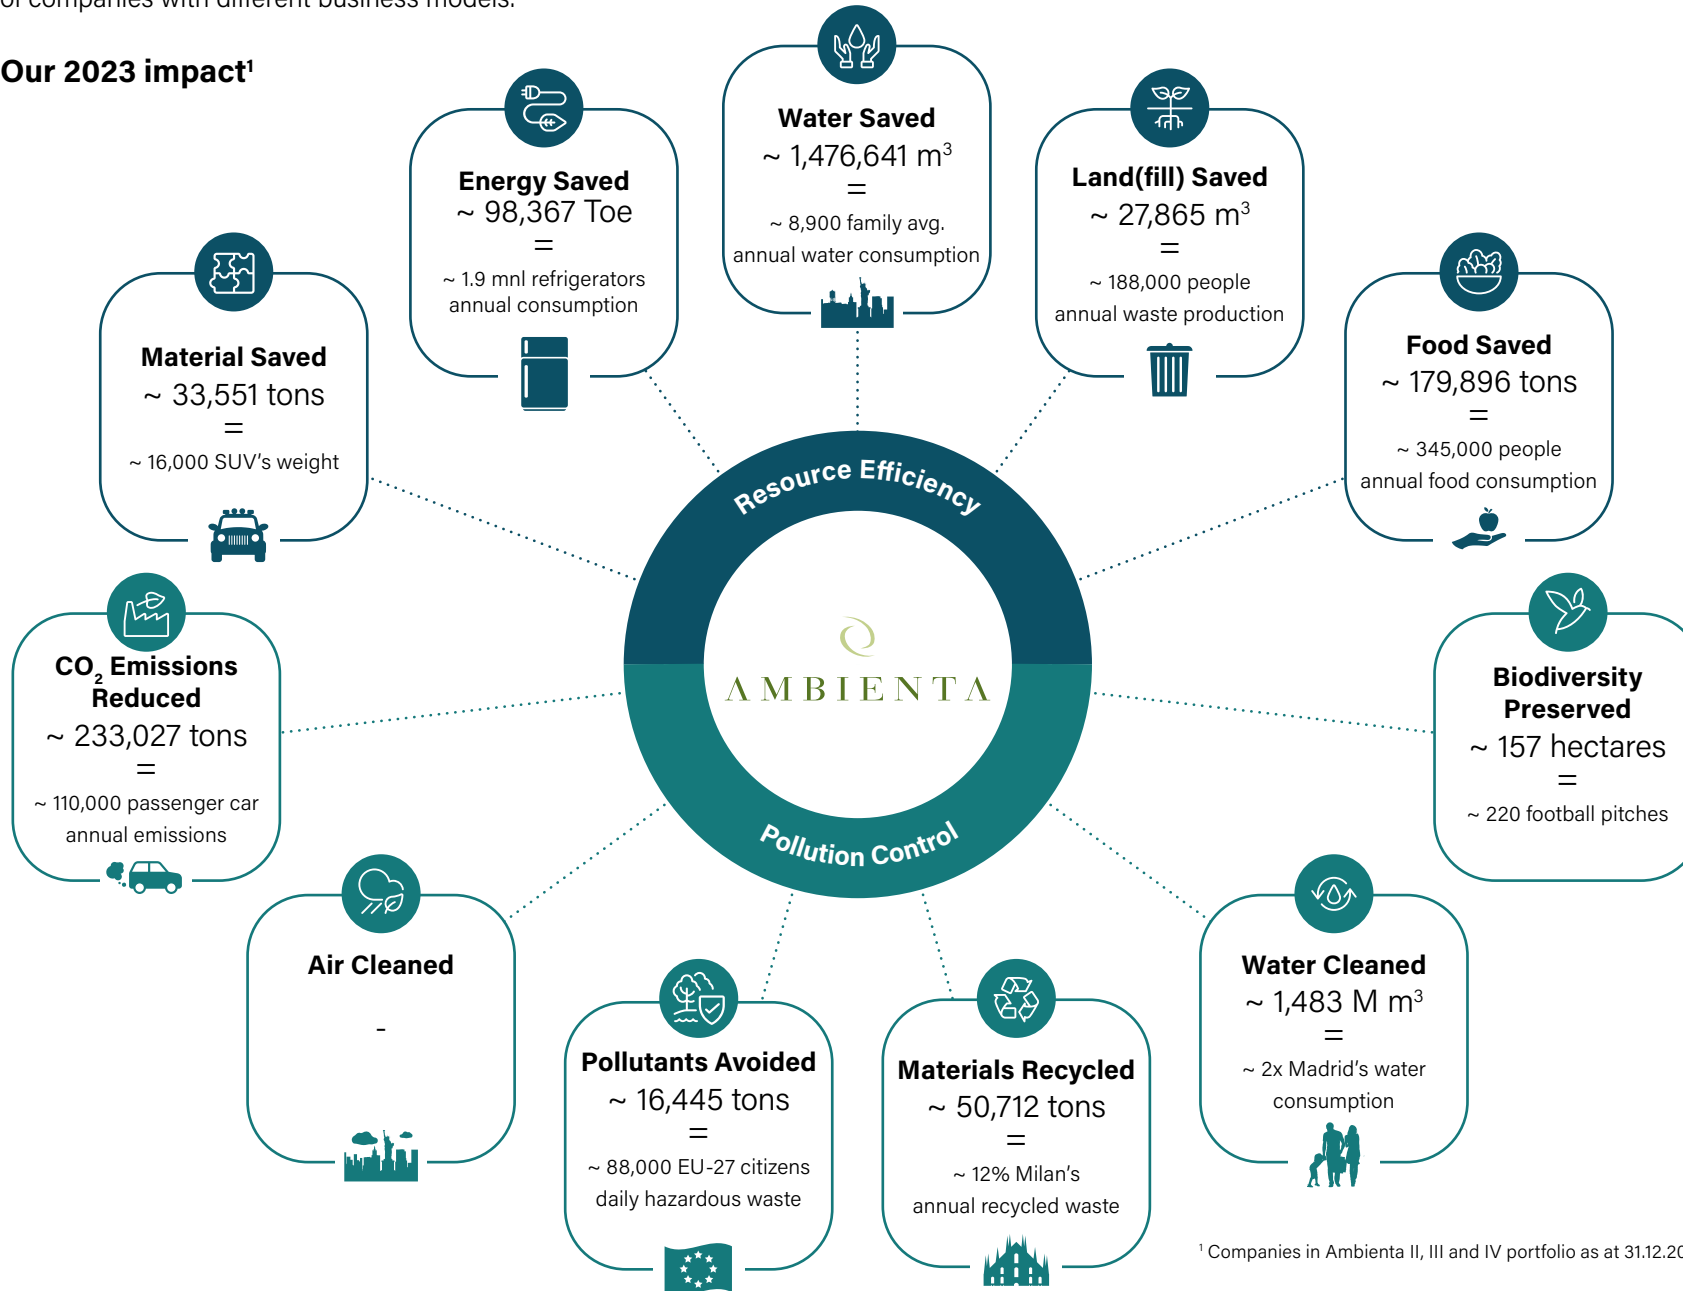 of companies with different business models.
Our 2023 impact¹
Water Saved
~ 1,476,641 m³
=
~ 8,900 family avg.
annual water consumption
Energy Saved
~ 98,367 Toe
=
~ 1.9 mnl refrigerators
annual consumption
Land(fill) Saved
~ 27,865 m³
=
~ 188,000 people
annual waste production
Material Saved
~ 33,551 tons
=
~ 16,000 SUV's weight
Food Saved
~ 179,896 tons
=
~ 345,000 people
annual food consumption
Resource Efficiency
AMBIENTA
Pollution Control
CO₂ Emissions
Reduced
~ 233,027 tons
=
~ 110,000 passenger car
annual emissions
Biodiversity
Preserved
~ 157 hectares
=
~ 220 football pitches
Air Cleaned
-
Pollutants Avoided
~ 16,445 tons
=
~ 88,000 EU-27 citizens
daily hazardous waste
Materials Recycled
~ 50,712 tons
=
~ 12% Milan's
annual recycled waste
Water Cleaned
~ 1,483 M m³
=
~ 2x Madrid's water
consumption
¹ Companies in Ambienta II, III and IV portfolio as at 31.12.20